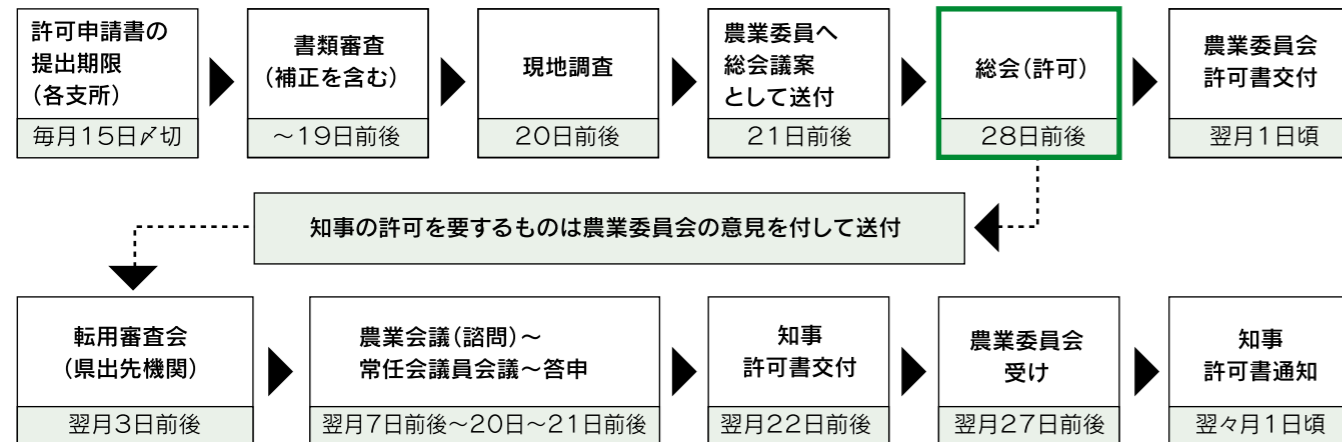 許可申請書の
提出期限
(各支所)
毎月15日〆切
書類審査
(補正を含む)
～19日前後
現地調査
20日前後
農業委員へ
総会議案
として送付
21日前後
総会(許可)
28日前後
農業委員会
許可書交付
翌月1日頃
知事の許可を要するものは農業委員会の意見を付して送付
転用審査会
(県出先機関)
翌月3日前後
農業会議(諮問)～
常任会議員会議～答申
翌月7日前後～20日～21日前後
知事
許可書交付
翌月22日前後
農業委員会
受け
翌月27日前後
知事
許可書通知
翌々月1日頃